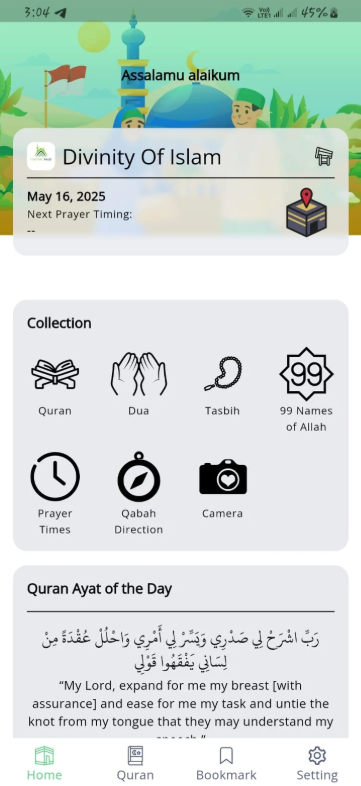 3:04
Vo)) LTE1
45%
Assalamu alaikum
Divinity Of Islam
May 16, 2025
Next Prayer Timing:
--
Collection
Quran
Dua
Tasbih
99
99 Names
of Allah
Prayer
Times
Qabah
Direction
Camera
Quran Ayat of the Day
رَبِّ اشْرَحْ لِي صَدْرِي وَيَسِّرْ لِي أَمْرِي وَاحْلُلْ عُقْدَةً مِنْ
لِسَانِي يَفْقَهُوا قَوْلِي
“My Lord, expand for me my breast [with
assurance] and ease for me my task and untie the
knot from my tongue that they may understand my
Home
Quran
Bookmark
Setting